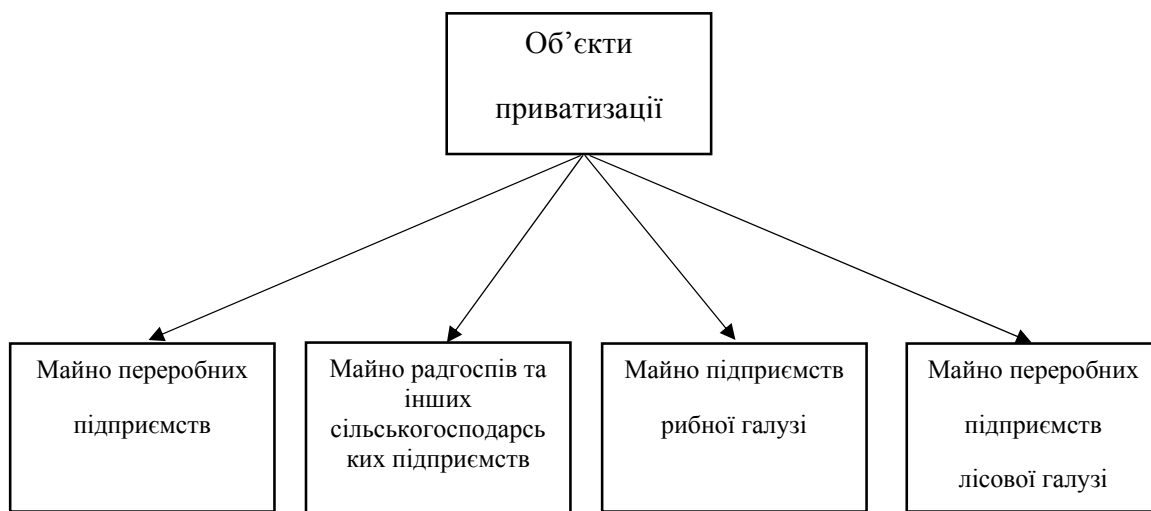 Об’єкти
приватизації
Майно переробних
підприємств
Майно радгоспів та
інших
сільськогосподарсь
ких підприємств
Майно підприємств
рибної галузі
Майно переробних
підприємств
лісової галузі